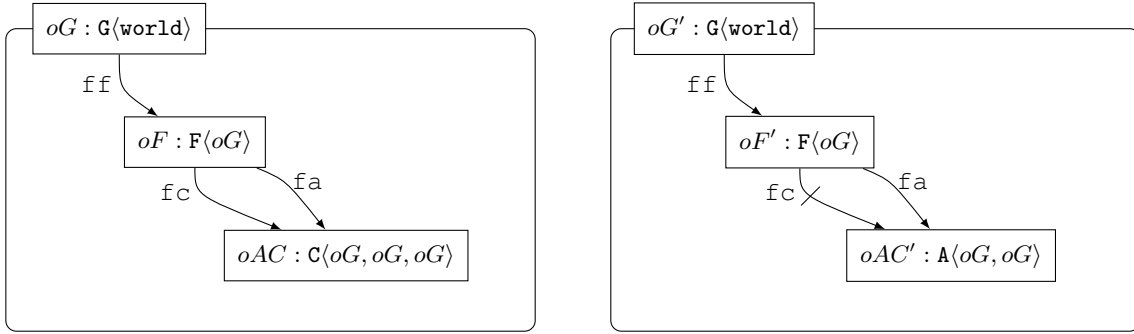 oG : G⟨world⟩
ff
oF : F⟨oG⟩
fc
fa
oAC : C⟨oG, oG, oG⟩
oG′ : G⟨world⟩
ff
oF′ : F⟨oG⟩
fc
fa
oAC′ : A⟨oG, oG⟩